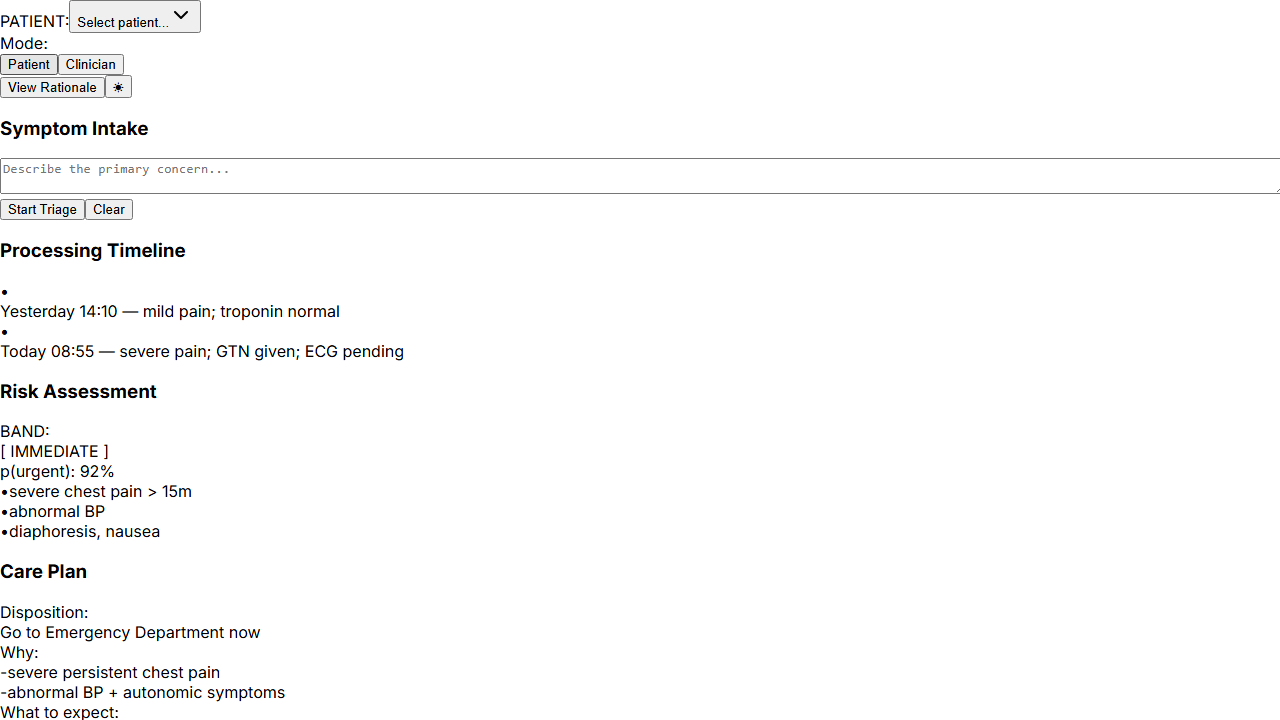 PATIENT: Select patient...
Mode:
Patient Clinician
View Rationale ☀
Symptom Intake
Describe the primary concern...
Start Triage Clear
Processing Timeline
•
Yesterday 14:10 — mild pain; troponin normal
•
Today 08:55 — severe pain; GTN given; ECG pending
Risk Assessment
BAND:
[ IMMEDIATE ]
p(urgent): 92%
•severe chest pain > 15m
•abnormal BP
•diaphoresis, nausea
Care Plan
Disposition:
Go to Emergency Department now
Why:
-severe persistent chest pain
-abnormal BP + autonomic symptoms
What to expect: